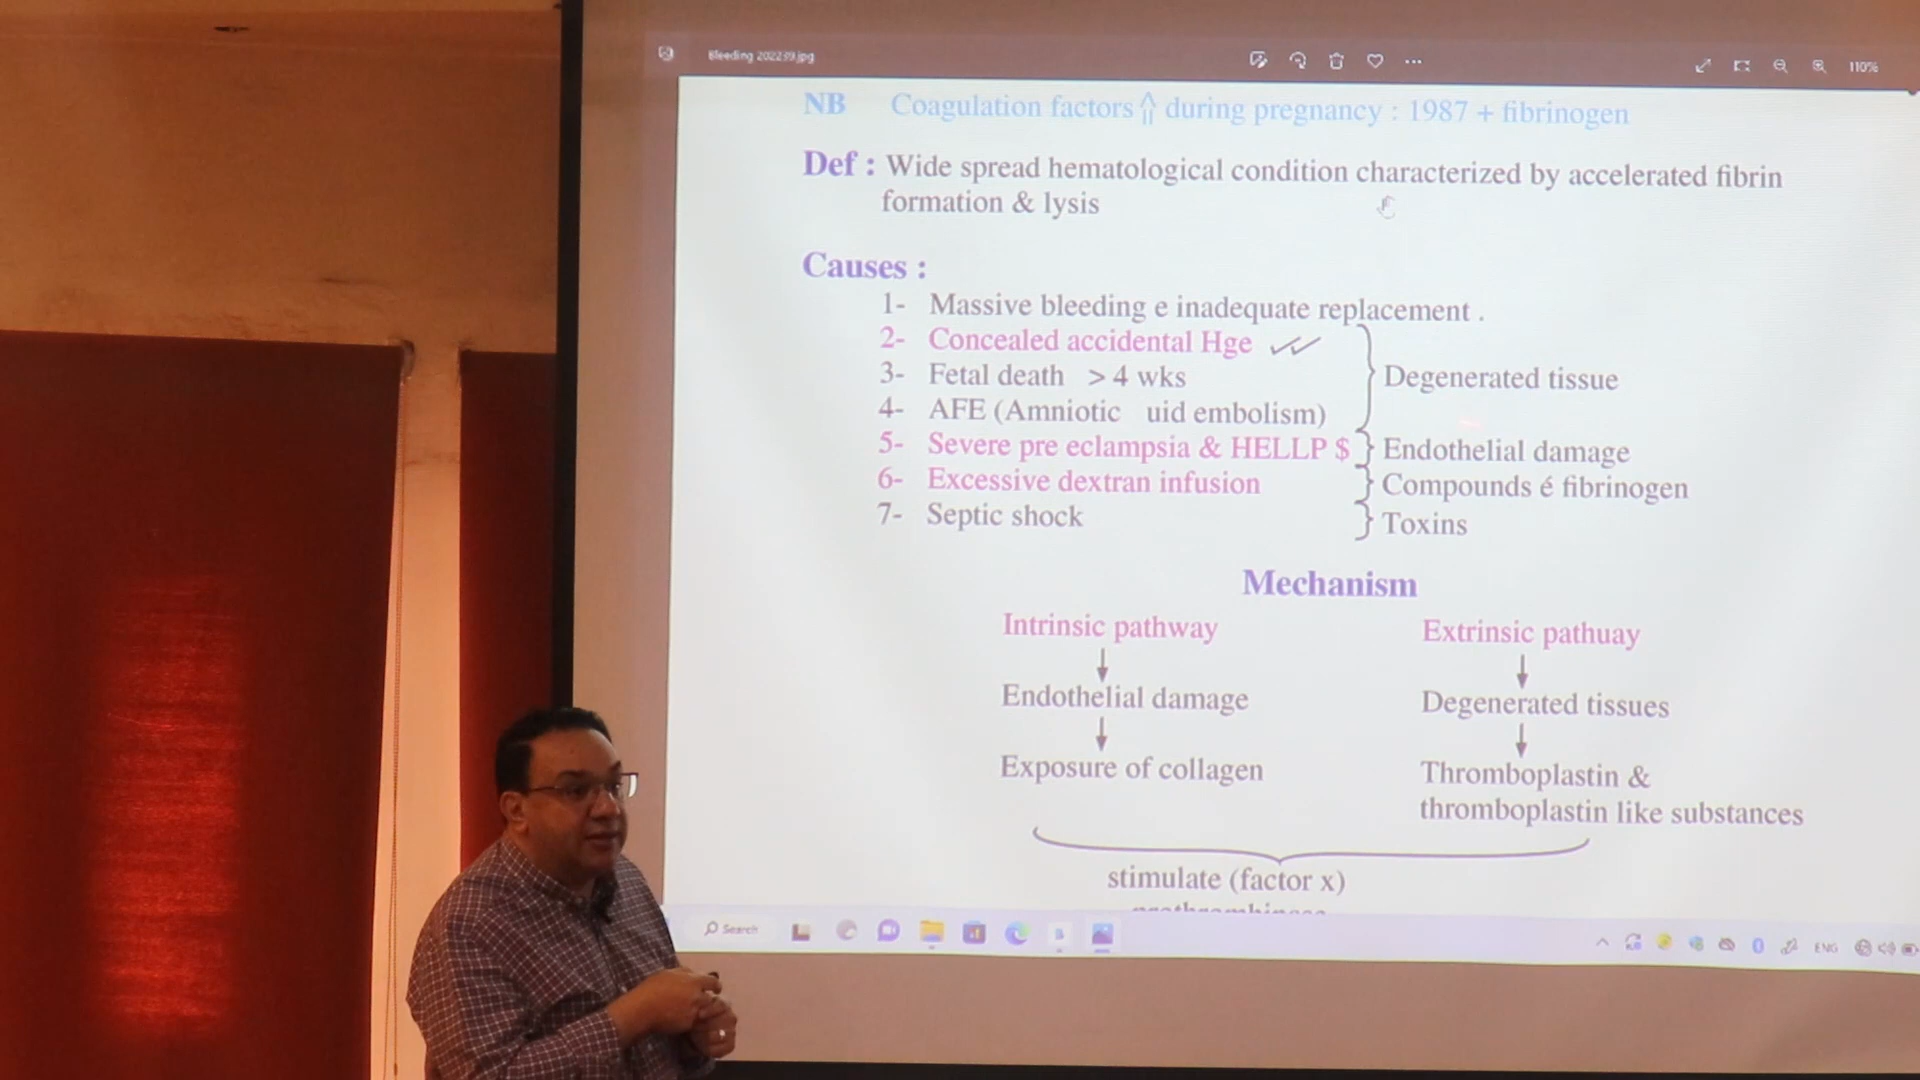 Bleeding 202239.jpg
110%
NB Coagulation factors ⇑ during pregnancy : 1987 + fibrinogen
Def : Wide spread hematological condition characterized by accelerated fibrin
formation & lysis
Causes :
1- Massive bleeding e inadequate replacement .
2- Concealed accidental Hge
3- Fetal death > 4 wks
Degenerated tissue
4- AFE (Amniotic uid embolism)
5- Severe pre eclampsia & HELLP $
Endothelial damage
6- Excessive dextran infusion
Compounds é fibrinogen
7- Septic shock
Toxins
Mechanism
Intrinsic pathway
Extrinsic pathuay
Endothelial damage
Degenerated tissues
Exposure of collagen
Thromboplastin &
thromboplastin like substances
stimulate (factor x)
Search
ENG